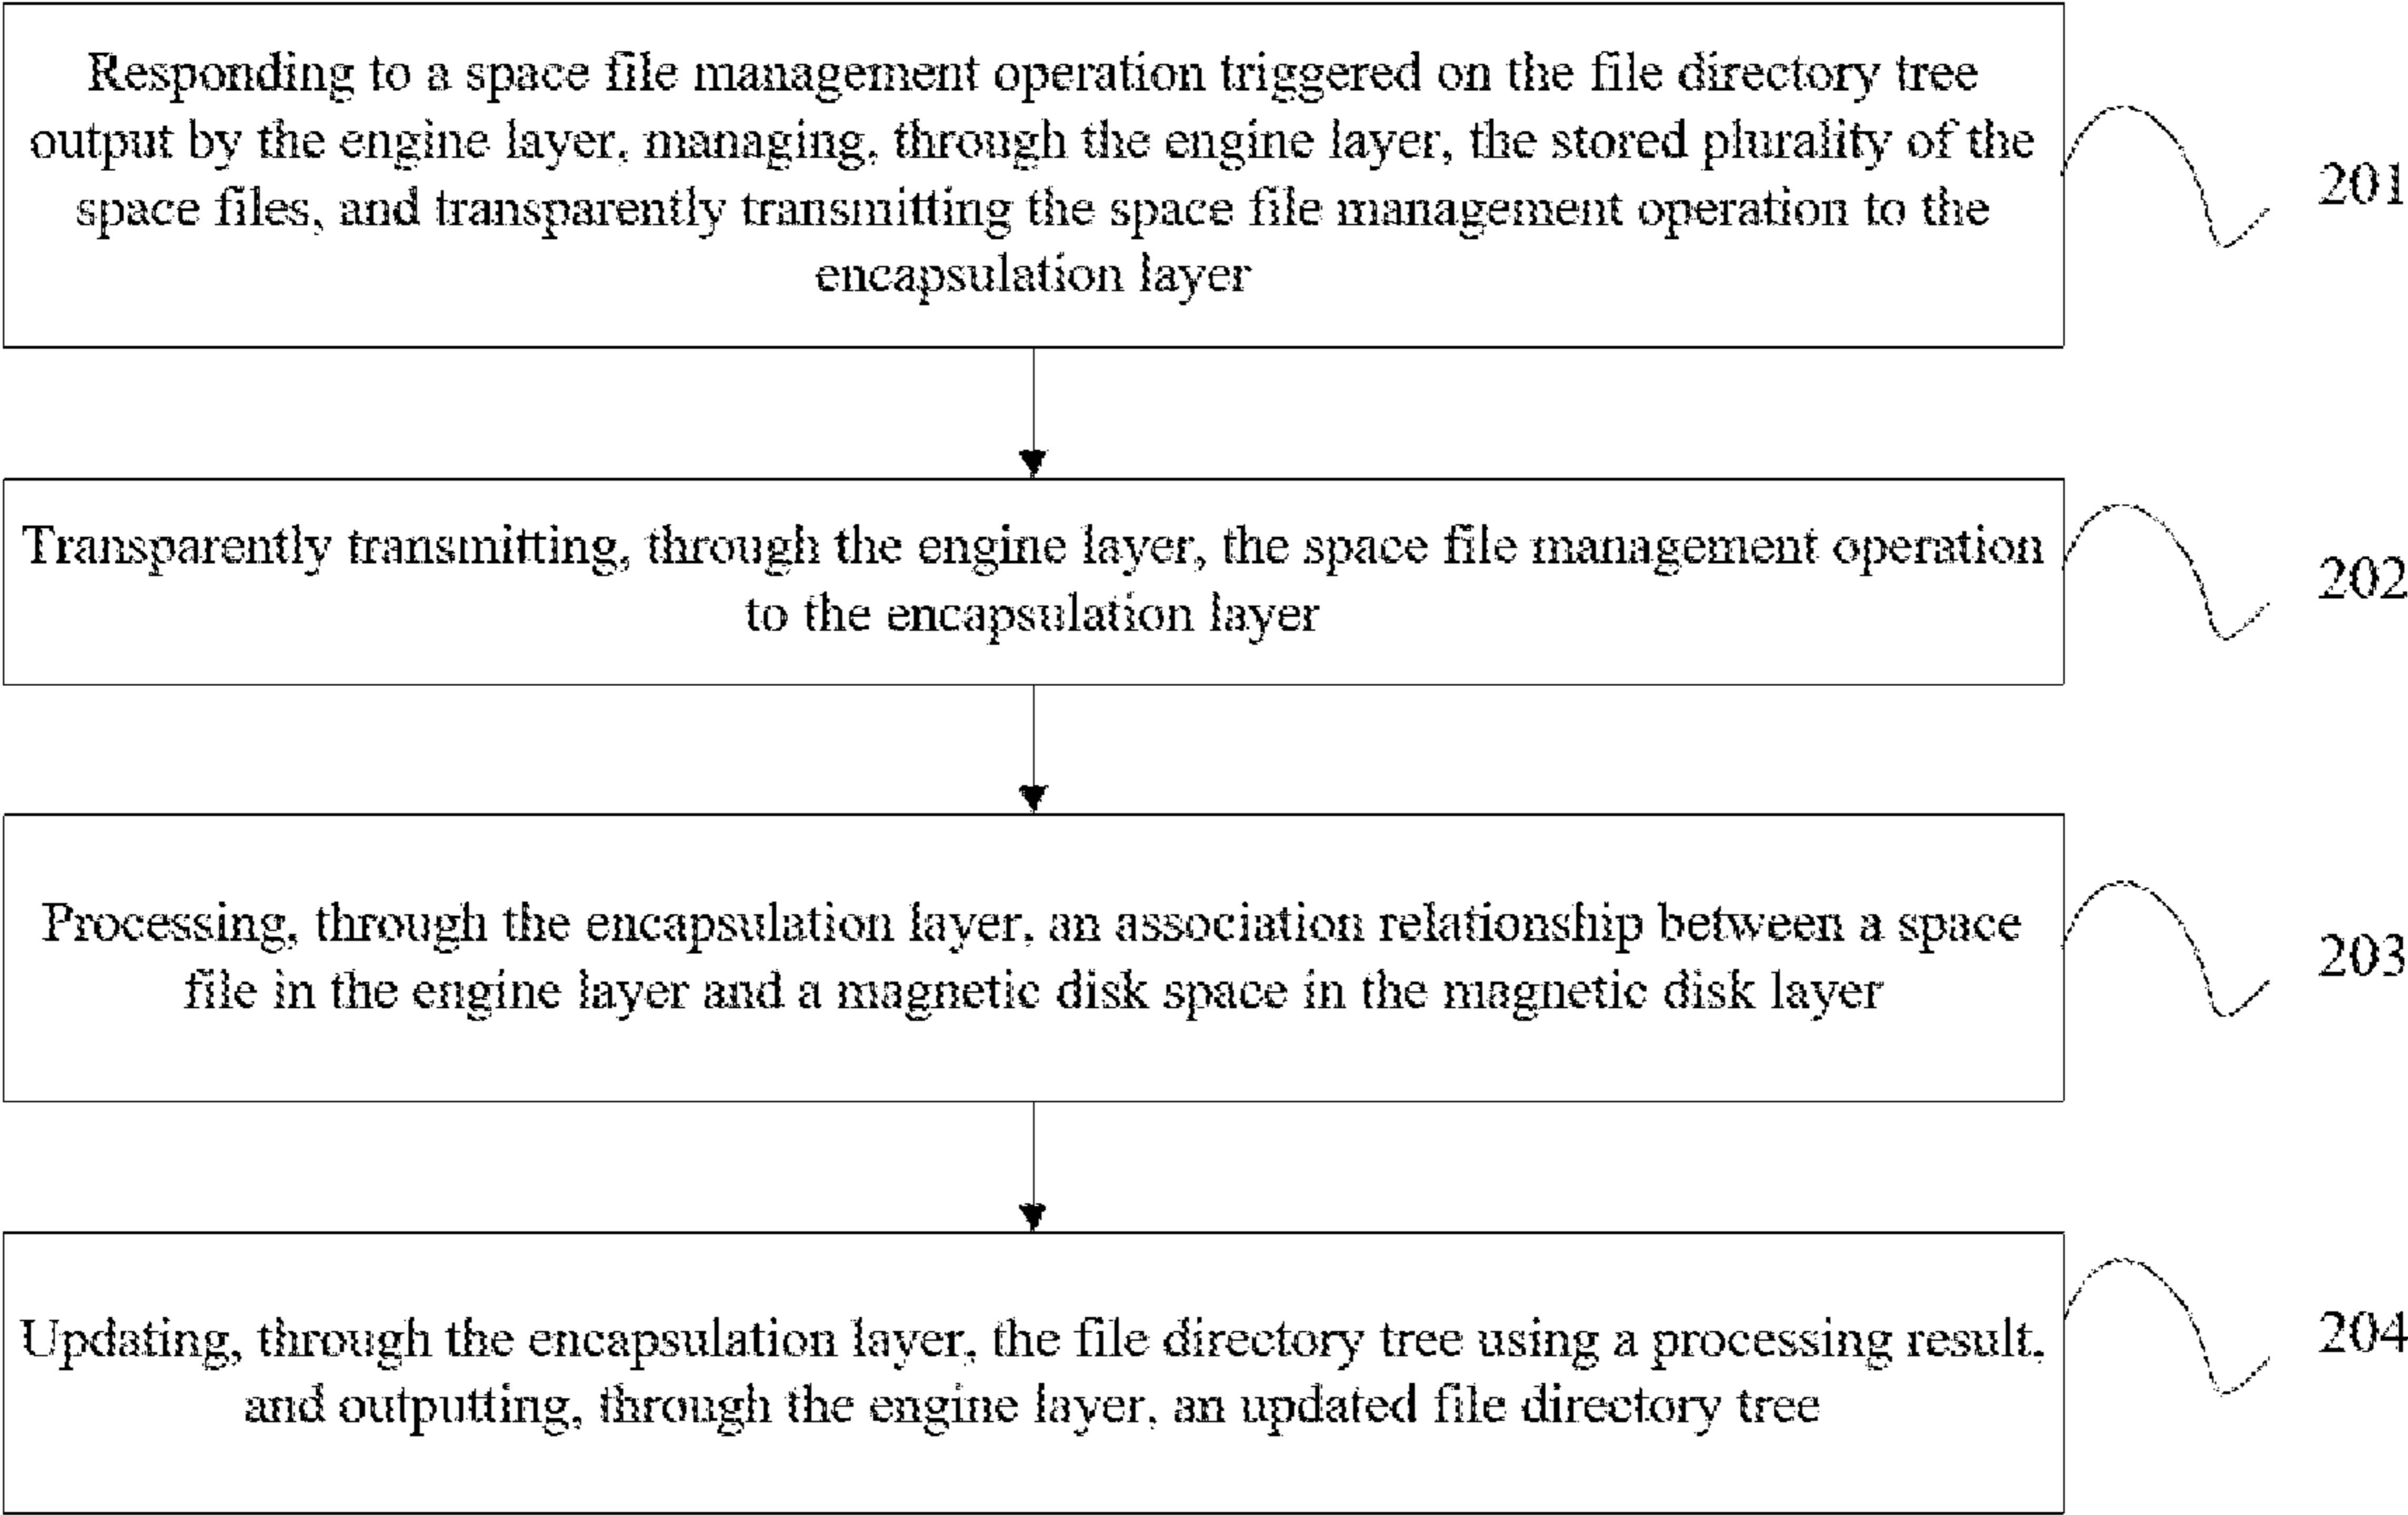 Responding to a space file management operation triggered on the file directory tree
output by the engine layer, managing, through the engine layer, the stored plurality of the
space files, and transparently transmitting the space file management operation to the
encapsulation layer
201
Transparently transmitting, through the engine layer, the space file management operation
to the encapsulation layer
202
Processing, through the encapsulation layer, an association relationship between a space
file in the engine layer and a magnetic disk space in the magnetic disk layer
203
Updating, through the encapsulation layer, the file directory tree using a processing result,
and outputting, through the engine layer, an updated file directory tree
204